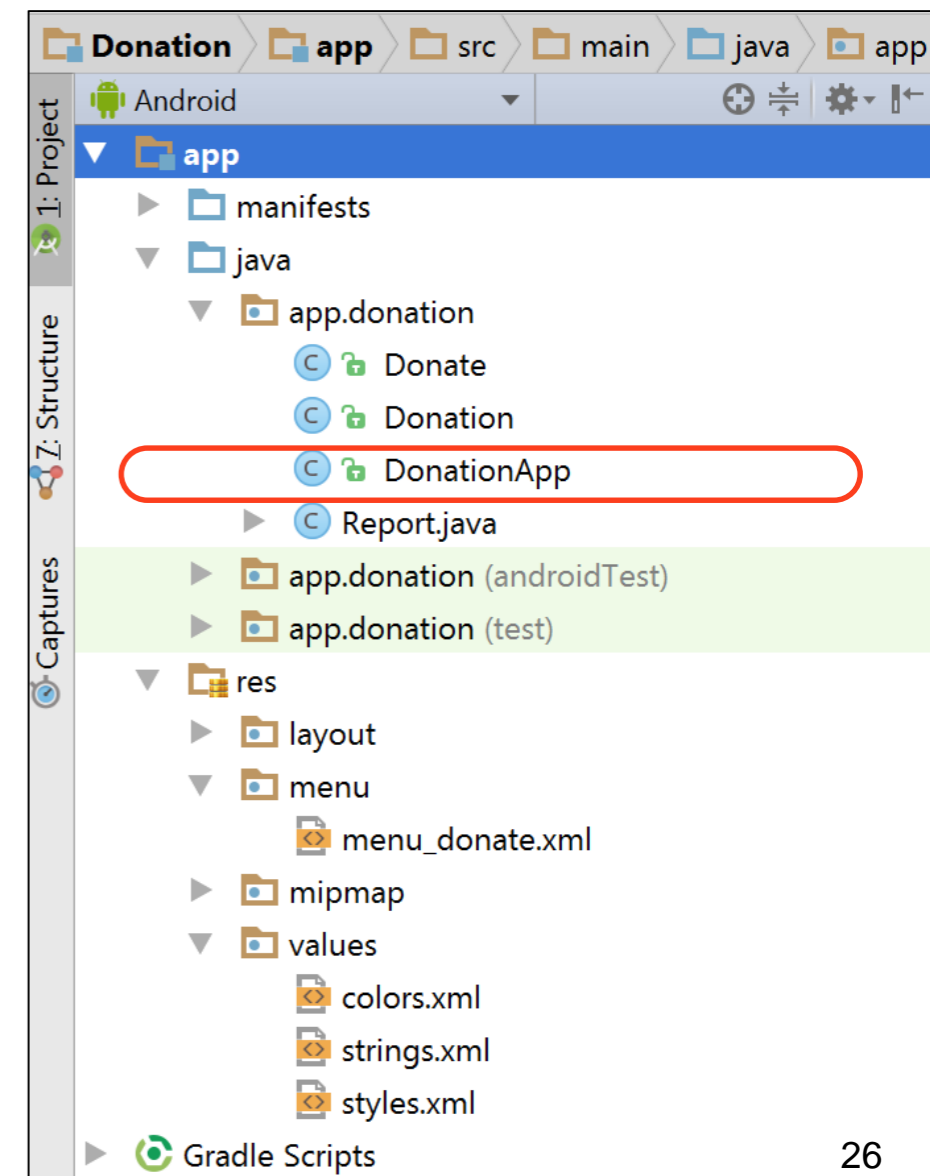 Donation app src main java app
Android
1: Project
app
manifests
java
app.donation
Donate
Donation
7: Structure
DonationApp
Report.java
app.donation (androidTest)
app.donation (test)
Captures
res
layout
menu
menu_donate.xml
mipmap
values
colors.xml
strings.xml
styles.xml
Gradle Scripts
26